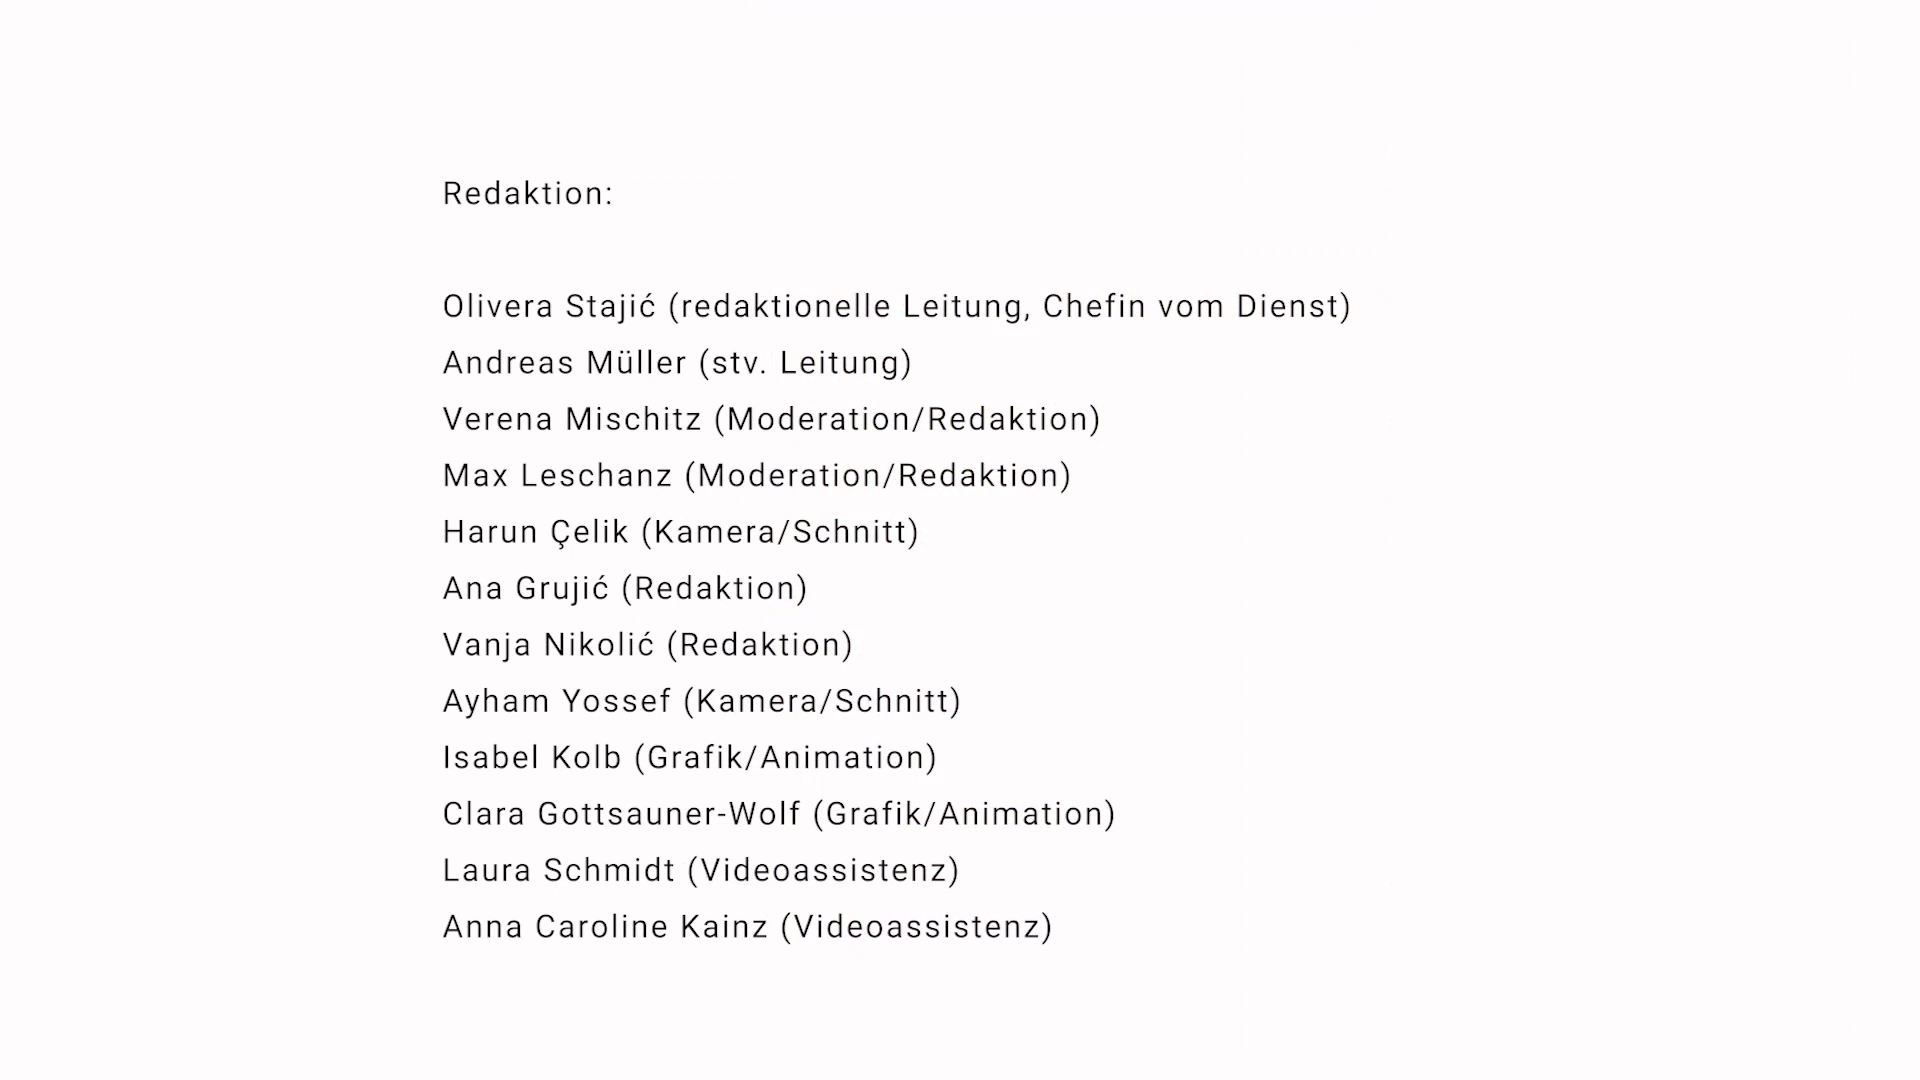 Redaktion:
Olivera Stajić (redaktionelle Leitung, Chefin vom Dienst)
Andreas Müller (stv. Leitung)
Verena Mischitz (Moderation/Redaktion)
Max Leschanz (Moderation/Redaktion)
Harun Çelik (Kamera/Schnitt)
Ana Grujić (Redaktion)
Vanja Nikolić (Redaktion)
Ayham Yossef (Kamera/Schnitt)
Isabel Kolb (Grafik/Animation)
Clara Gottsauner-Wolf (Grafik/Animation)
Laura Schmidt (Videoassistenz)
Anna Caroline Kainz (Videoassistenz)